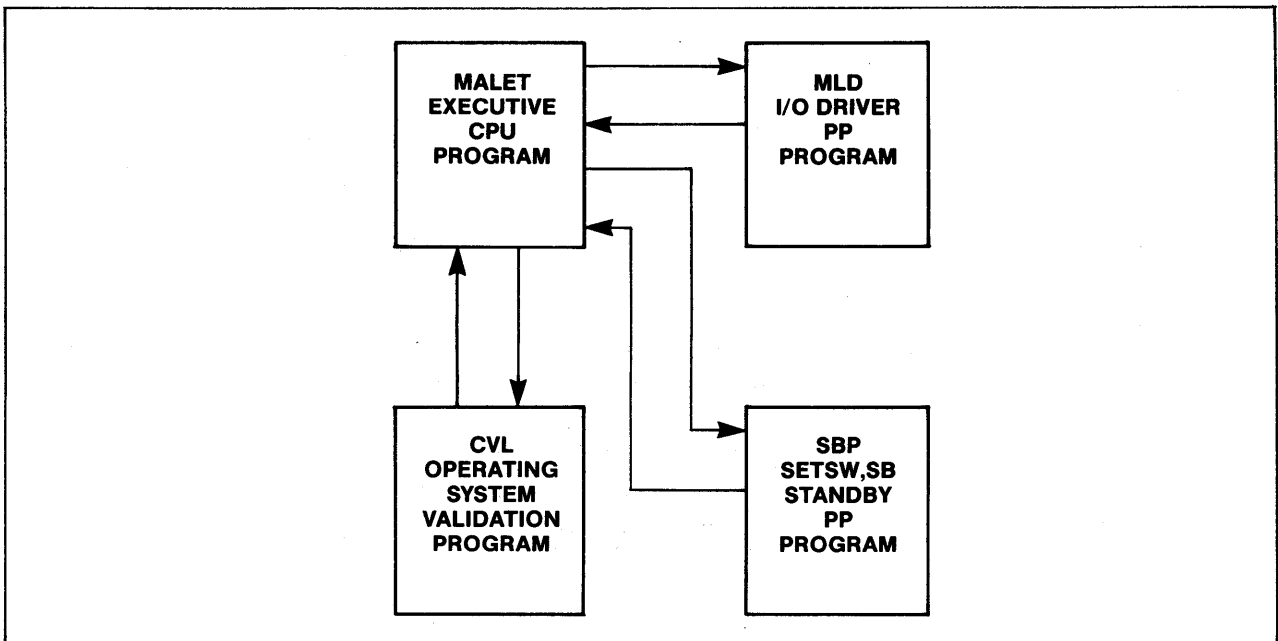 MALET
EXECUTIVE
CPU
PROGRAM
MLD
I/O DRIVER
PP
PROGRAM
CVL
OPERATING
SYSTEM
VALIDATION
PROGRAM
SBP
SETSW,SB
STANDBY
PP
PROGRAM